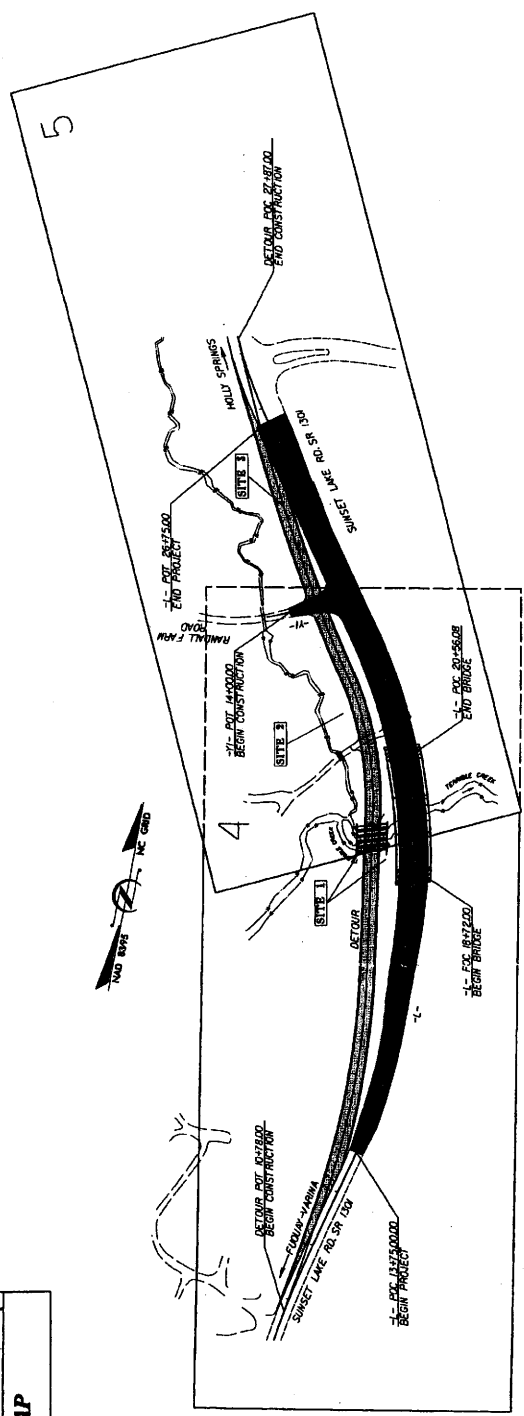 5
DETOUR POC 27+87.00
END CONSTRUCTION
HOLLY SPRINGS
SITE 3
-L- POT 26+75.00
END PROJECT
SUNSET LAKE RD. SR 1301
RANDALL FARM
ROAD
-Y1-
-Y1- POT 14+00.00
BEGIN CONSTRUCTION
SITE 2
4
-L- POC 20+56.08
END BRIDGE
TERRIBLE CREEK
SITE 1
NAD 83/95
NC GRID
DETOUR
-L- POC 18+72.00
BEGIN BRIDGE
-L-
DETOUR POT 10+78.00
BEGIN CONSTRUCTION
FUQUAY-VARINA
SUNSET LAKE RD. SR 1301
-L- POC 13+75.00.00
BEGIN PROJECT